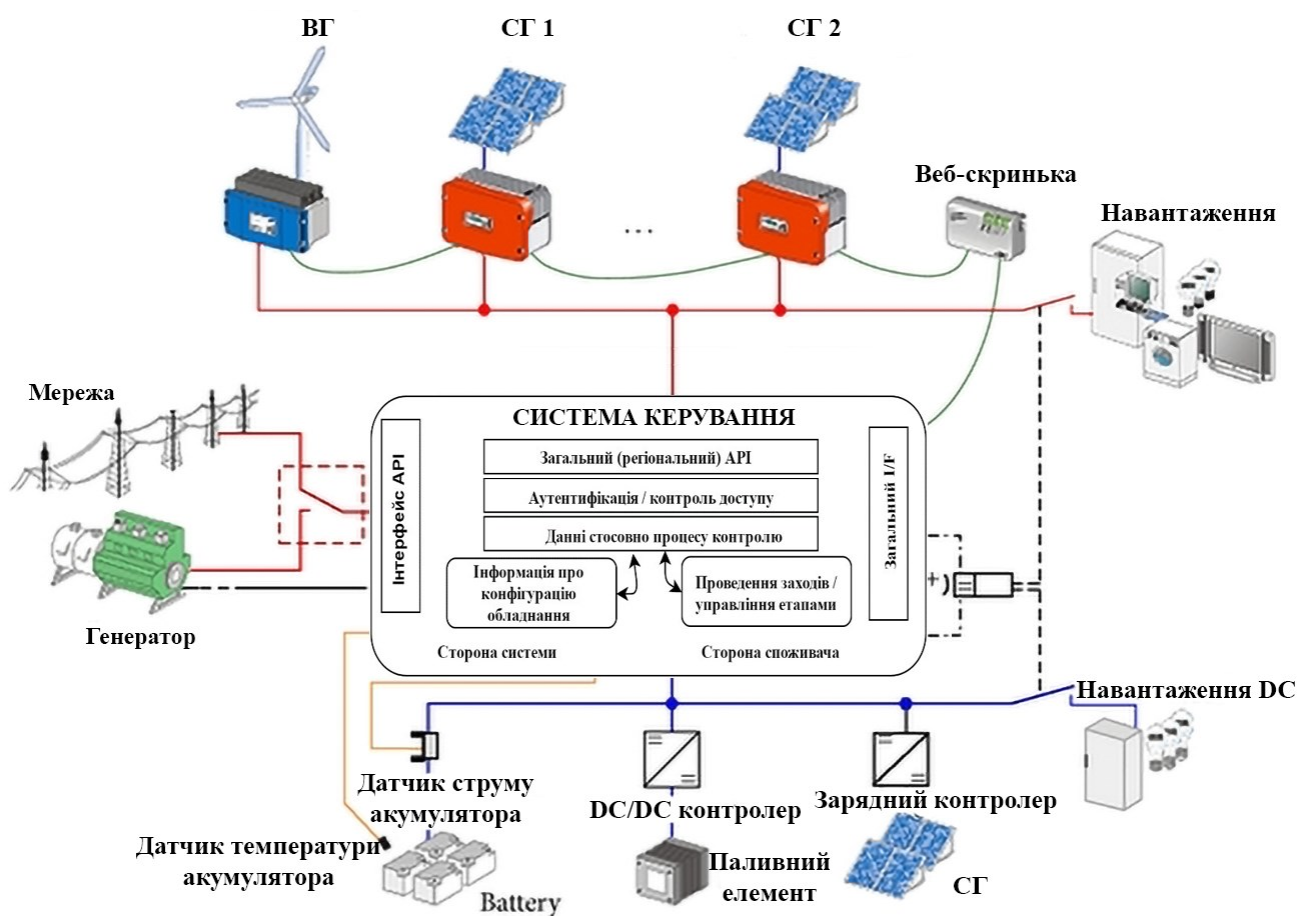 ВГ
СГ 1
СГ 2
Веб-скринька
Навантаження
...
Мережа
Генератор
СИСТЕМА КЕРУВАННЯ
Інтерфейс API
Загальний (регіональний) API
Аутентифікація / контроль доступу
Данні стосовно процесу контролю
Інформація про
конфігурацію
обладнання
Проведення заходів /
управління етапами
Загальний I/F
Сторона системи
Сторона споживача
+
Навантаження DC
Датчик струму
акумулятора
DC/DC контролер
Зарядний контролер
Датчик температури
акумулятора
Battery
Паливний
елемент
СГ